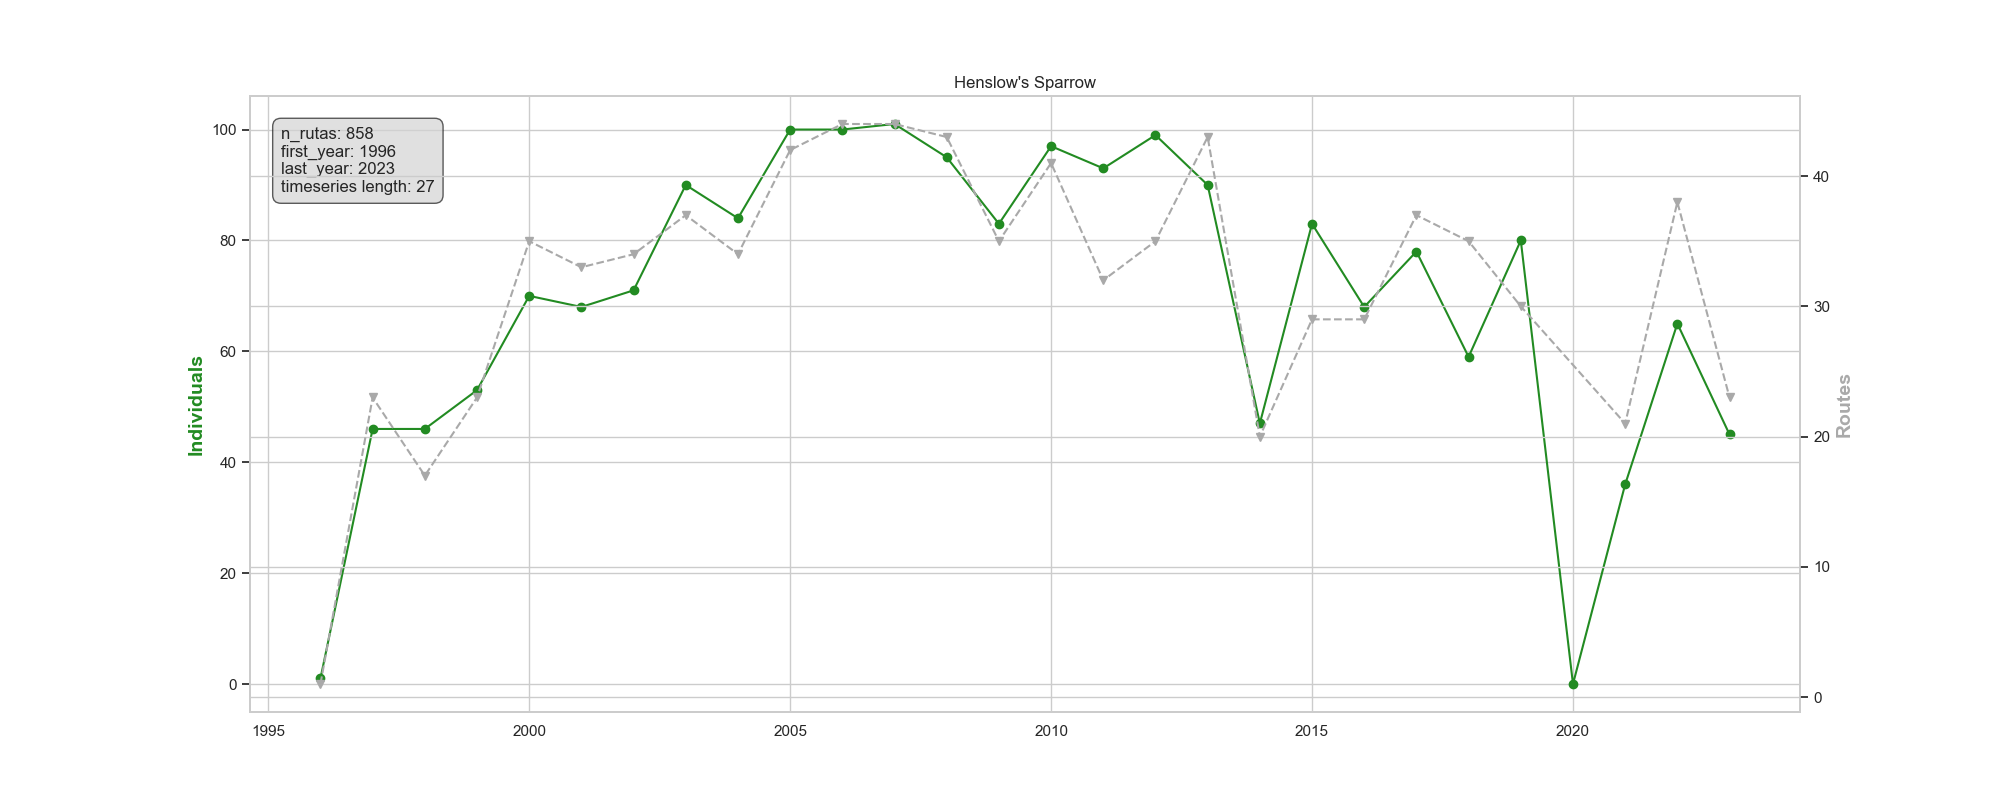 Henslow's Sparrow
n_rutas: 858
first_year: 1996
last_year: 2023
timeseries length: 27
Individuals
100
80
60
40
20
0
40
30
20
10
0
Routes
1995 2000 2005 2010 2015 2020